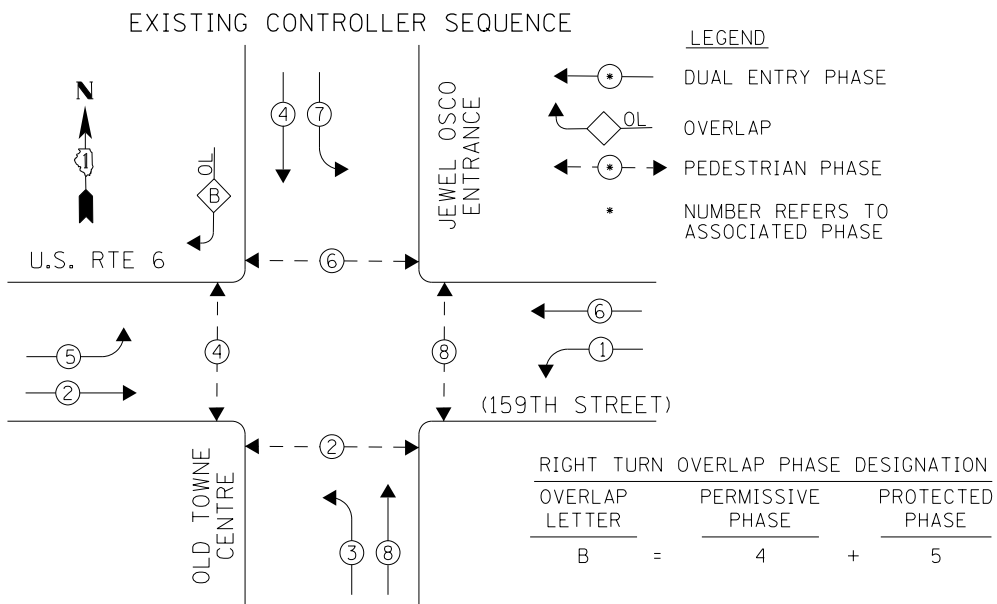 EXISTING CONTROLLER SEQUENCE
LEGEND
* DUAL ENTRY PHASE
OL OVERLAP
* PEDESTRIAN PHASE
* NUMBER REFERS TO
ASSOCIATED PHASE
N
1
4
7
JEWEL OSCO
ENTRANCE
OL
B
U.S. RTE 6
6
6
5
4
8
1
2
(159TH STREET)
2
OLD TOWNE
CENTRE
3
8
RIGHT TURN OVERLAP PHASE DESIGNATION
OVERLAP
LETTER
PERMISSIVE
PHASE
PROTECTED
PHASE
B = 4 + 5